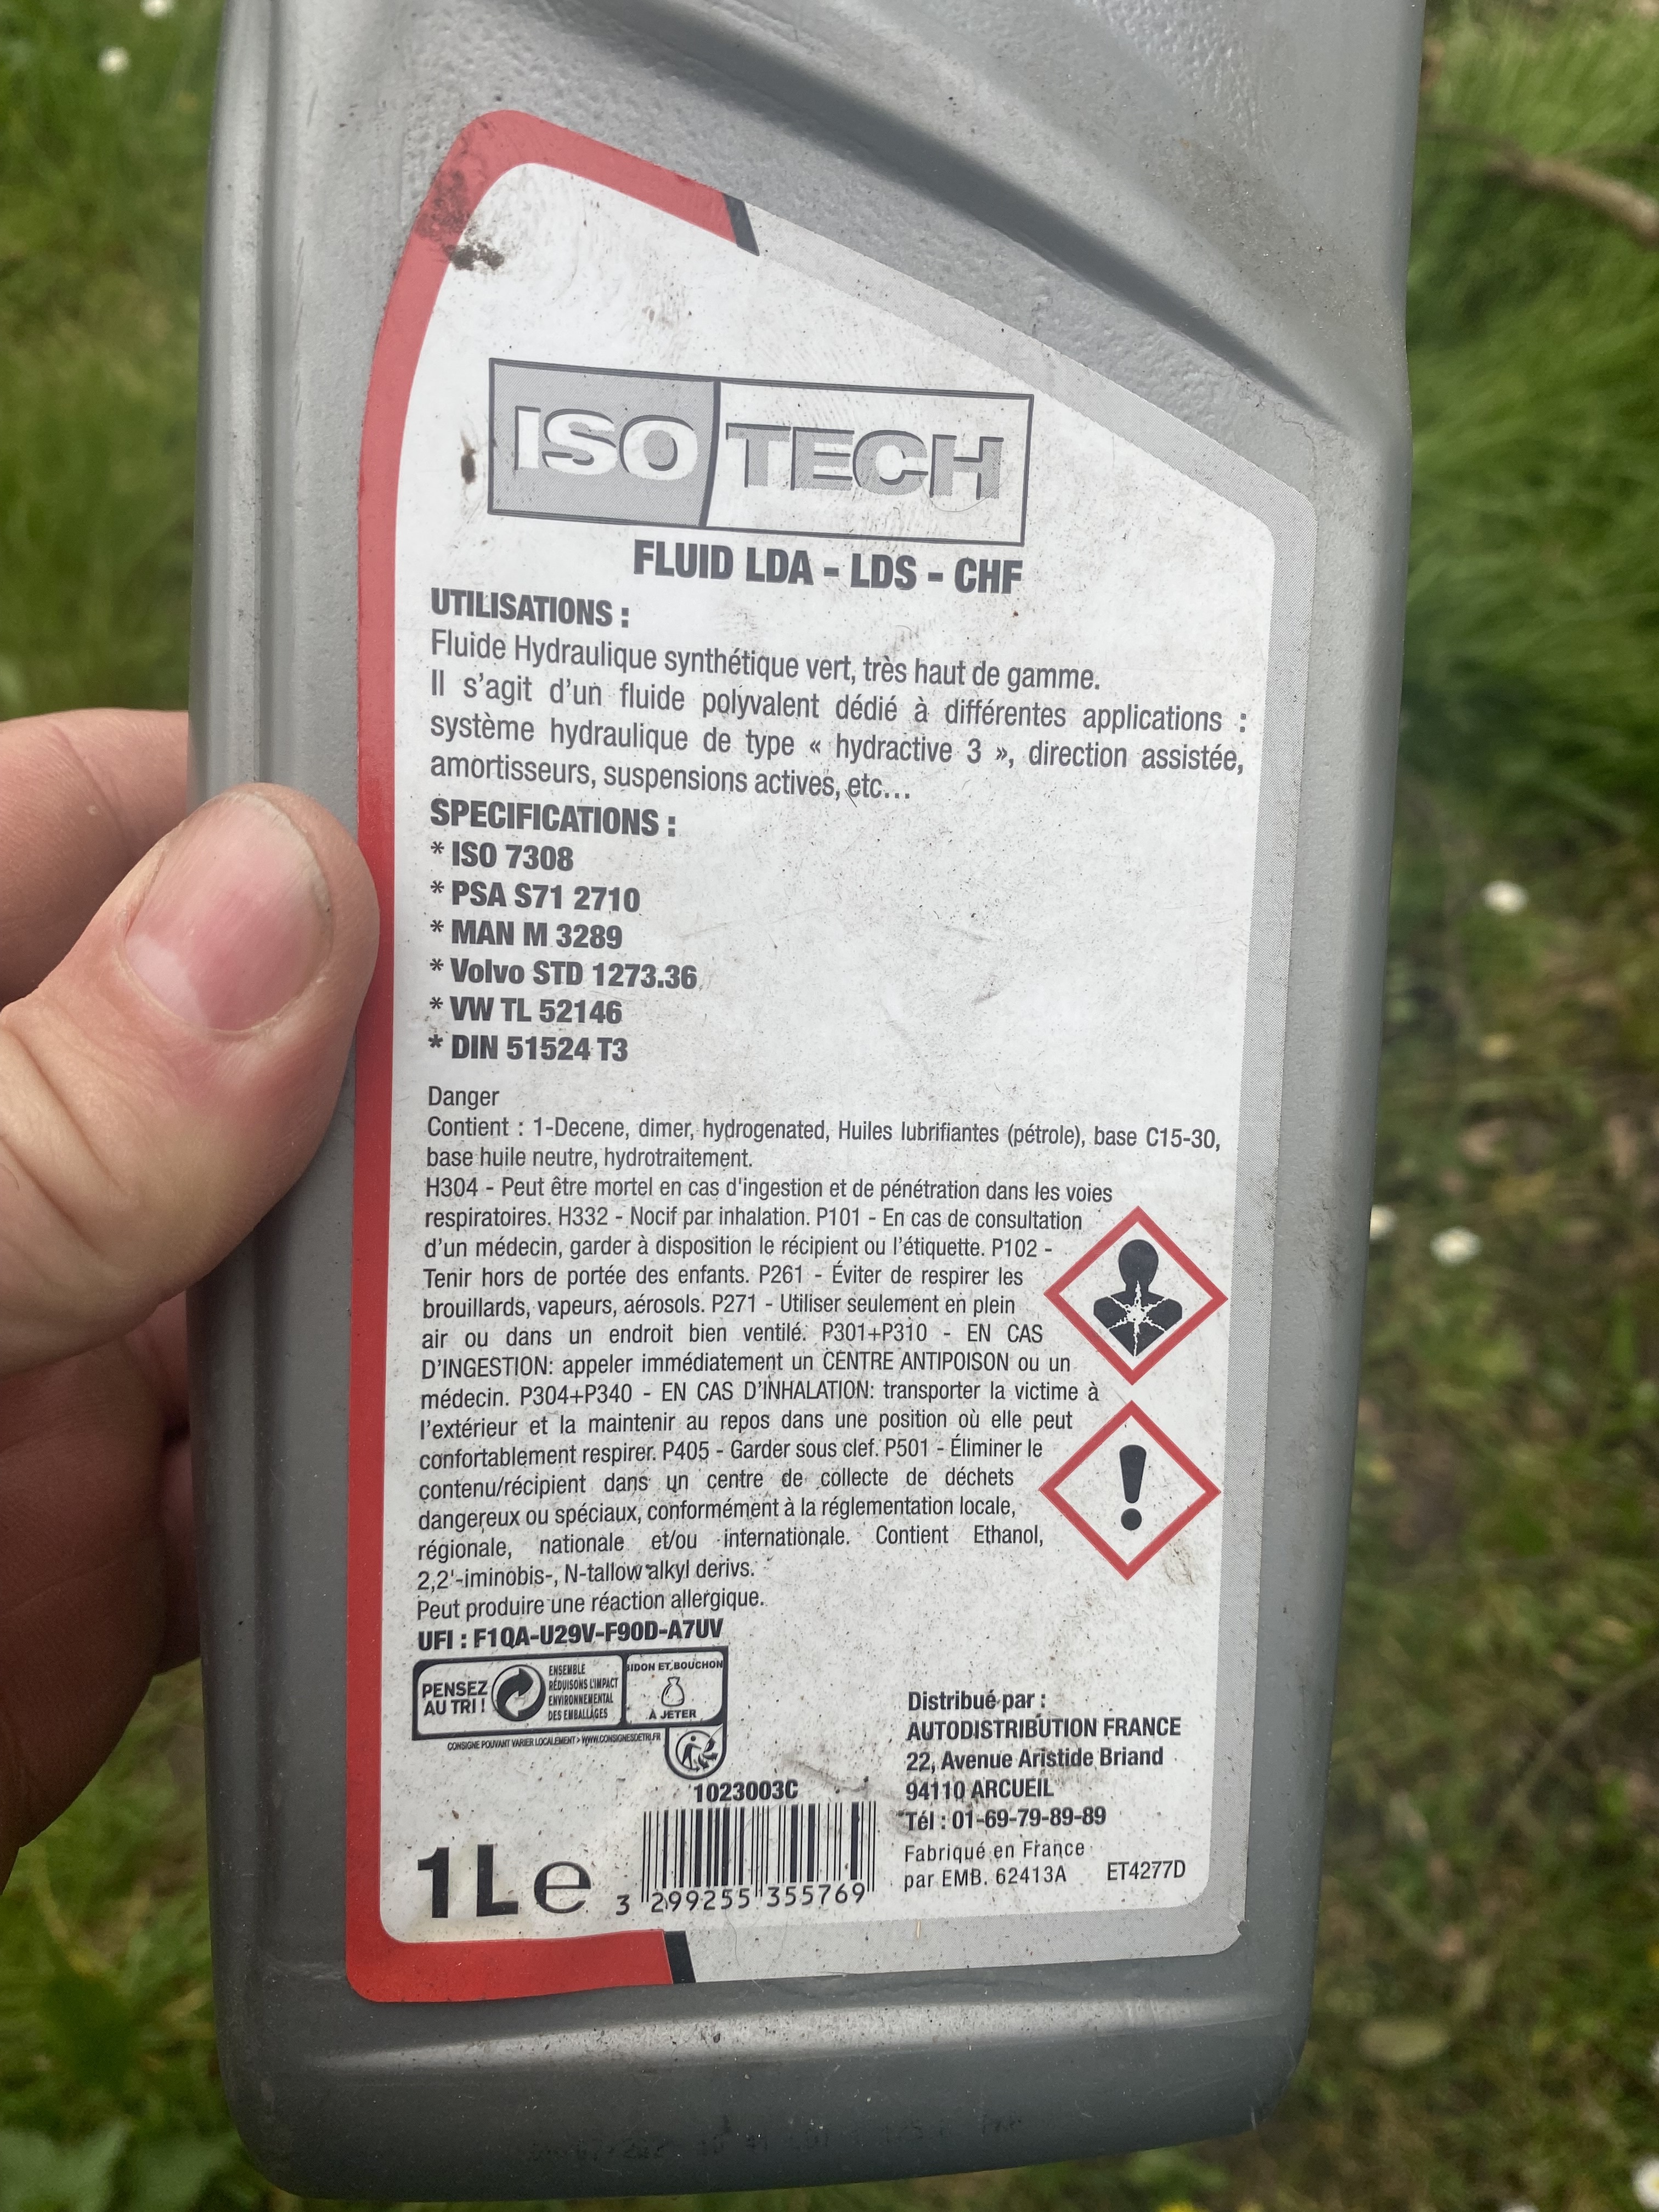 ISO TECH
FLUID LDA - LDS - CHF
UTILISATIONS :
Fluide Hydraulique synthétique vert, très haut de gamme.
Il s'agit d'un fluide polyvalent dédié à différentes applications :
système hydraulique de type « hydractive 3 », direction assistée,
amortisseurs, suspensions actives, etc...
SPECIFICATIONS :
* ISO 7308
* PSA S71 2710
* MAN M 3289
* Volvo STD 1273.36
* VW TL 52146
* DIN 51524 T3
Danger
Contient : 1-Decene, dimer, hydrogenated, Huiles lubrifiantes (pétrole), base C15-30,
base huile neutre, hydrotraitement.
H304 - Peut être mortel en cas d'ingestion et de pénétration dans les voies
respiratoires. H332 - Nocif par inhalation. P101 - En cas de consultation
d'un médecin, garder à disposition le récipient ou l'étiquette. P102 -
Tenir hors de portée des enfants. P261 - Éviter de respirer les
brouillards, vapeurs, aérosols. P271 - Utiliser seulement en plein
air ou dans un endroit bien ventilé. P301+P310 - EN CAS
D'INGESTION: appeler immédiatement un CENTRE ANTIPOISON ou un
médecin. P304+P340 - EN CAS D'INHALATION: transporter la victime à
l'extérieur et la maintenir au repos dans une position où elle peut
confortablement respirer. P405 - Garder sous clef. P501 - Éliminer le
contenu/récipient dans un centre de collecte de déchets
dangereux ou spéciaux, conformément à la réglementation locale,
régionale, nationale et/ou internationale. Contient Ethanol,
2,2'-iminobis-, N-tallow alkyl derivs.
Peut produire une réaction allergique.
UFI : F1QA-U29V-F90D-A7UV
PENSEZ
AU TRI !
ENSEMBLE
RÉDUISONS L'IMPACT
ENVIRONNEMENTAL
DES EMBALLAGES
BIDON ET BOUCHON
À JETER
CONSIGNE POUVANT VARIER LOCALEMENT > WWW.CONSIGNESDETRI.FR
1023003C
1L e
3 299255 355769
Distribué par :
AUTODISTRIBUTION FRANCE
22, Avenue Aristide Briand
94110 ARCUEIL
Tél : 01-69-79-89-89
Fabriqué en France
par EMB. 62413A ET4277D